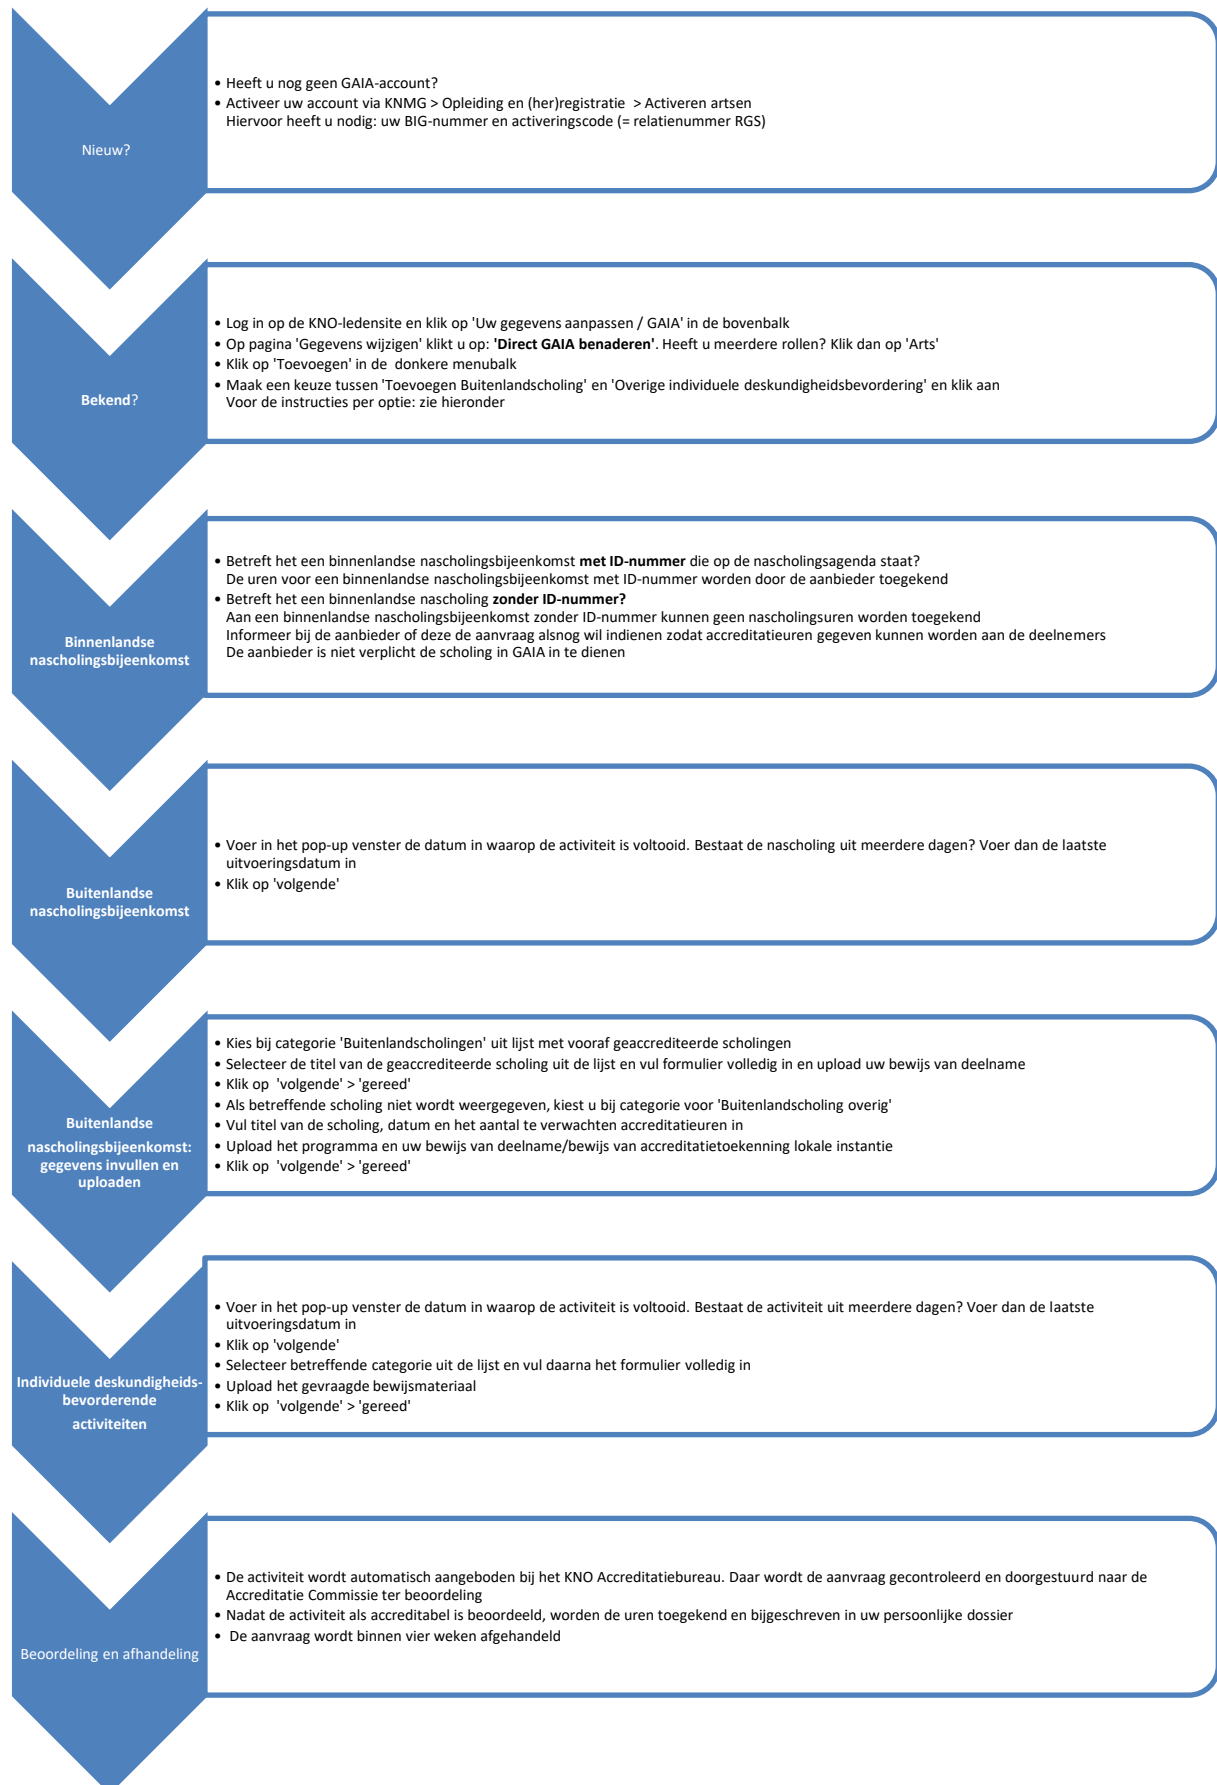 Nieuw?
• Heeft u nog geen GAIA-account?
• Activeer uw account via KNMG > Opleiding en (her)registratie > Activeren artsen
Hiervoor heeft u nodig: uw BIG-nummer en activeringscode (= relatienummer RGS)
Bekend?
• Log in op de KNO-ledensite en klik op 'Uw gegevens aanpassen / GAIA' in de bovenbalk
• Op pagina 'Gegevens wijzigen' klikt u op: 'Direct GAIA benaderen'. Heeft u meerdere rollen? Klik dan op 'Arts'
• Klik op 'Toevoegen' in de donkere menubalk
• Maak een keuze tussen 'Toevoegen Buitenlandscholing' en 'Overige individuele deskundigheidsbevordering' en klik aan
Voor de instructies per optie: zie hieronder
Binnenlandse
nascholingsbijeenkomst
• Betreft het een binnenlandse nascholingsbijeenkomst met ID-nummer die op de nascholingsagenda staat?
De uren voor een binnenlandse nascholingsbijeenkomst met ID-nummer worden door de aanbieder toegekend
• Betreft het een binnenlandse nascholing zonder ID-nummer?
Aan een binnenlandse nascholingsbijeenkomst zonder ID-nummer kunnen geen nascholingsuren worden toegekend
Informeer bij de aanbieder of deze de aanvraag alsnog wil indienen zodat accreditatieuren gegeven kunnen worden aan de deelnemers
De aanbieder is niet verplicht de scholing in GAIA in te dienen
Buitenlandse
nascholingsbijeenkomst
• Voer in het pop-up venster de datum in waarop de activiteit is voltooid. Bestaat de nascholing uit meerdere dagen? Voer dan de laatste
uitvoeringsdatum in
• Klik op 'volgende'
Buitenlandse
nascholingsbijeenkomst:
gegevens invullen en
uploaden
• Kies bij categorie 'Buitenlandscholingen' uit lijst met vooraf geaccrediteerde scholingen
• Selecteer de titel van de geaccrediteerde scholing uit de lijst en vul formulier volledig in en upload uw bewijs van deelname
• Klik op 'volgende' > 'gereed'
• Als betreffende scholing niet wordt weergegeven, kiest u bij categorie voor 'Buitenlandscholing overig'
• Vul titel van de scholing, datum en het aantal te verwachten accreditatieuren in
• Upload het programma en uw bewijs van deelname/bewijs van accreditatietoekenning lokale instantie
• Klik op 'volgende' > 'gereed'
Individuele deskundigheids-
bevorderende
activiteiten
• Voer in het pop-up venster de datum in waarop de activiteit is voltooid. Bestaat de activiteit uit meerdere dagen? Voer dan de laatste
uitvoeringsdatum in
• Klik op 'volgende'
• Selecteer betreffende categorie uit de lijst en vul daarna het formulier volledig in
• Upload het gevraagde bewijsmateriaal
• Klik op 'volgende' > 'gereed'
Beoordeling en afhandeling
• De activiteit wordt automatisch aangeboden bij het KNO Accreditatiebureau. Daar wordt de aanvraag gecontroleerd en doorgestuurd naar de
Accreditatie Commissie ter beoordeling
• Nadat de activiteit als accreditabel is beoordeeld, worden de uren toegekend en bijgeschreven in uw persoonlijke dossier
• De aanvraag wordt binnen vier weken afgehandeld